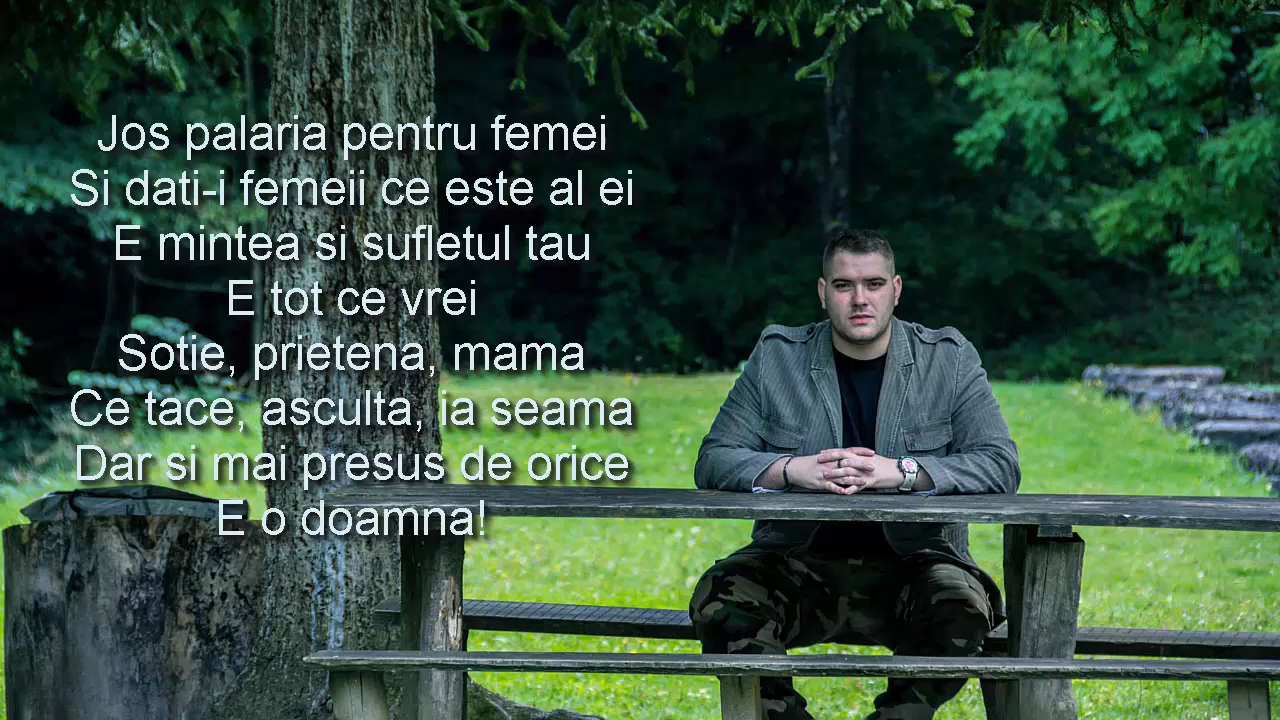 Jos palaria pentru femei
Si dati-i femeii ce este al ei
E mintea si sufletul tau
E tot ce vrei
Sotie, prietena, mama
Ce tace, asculta, ia seama
Dar si mai presus de orice
E o doamna!